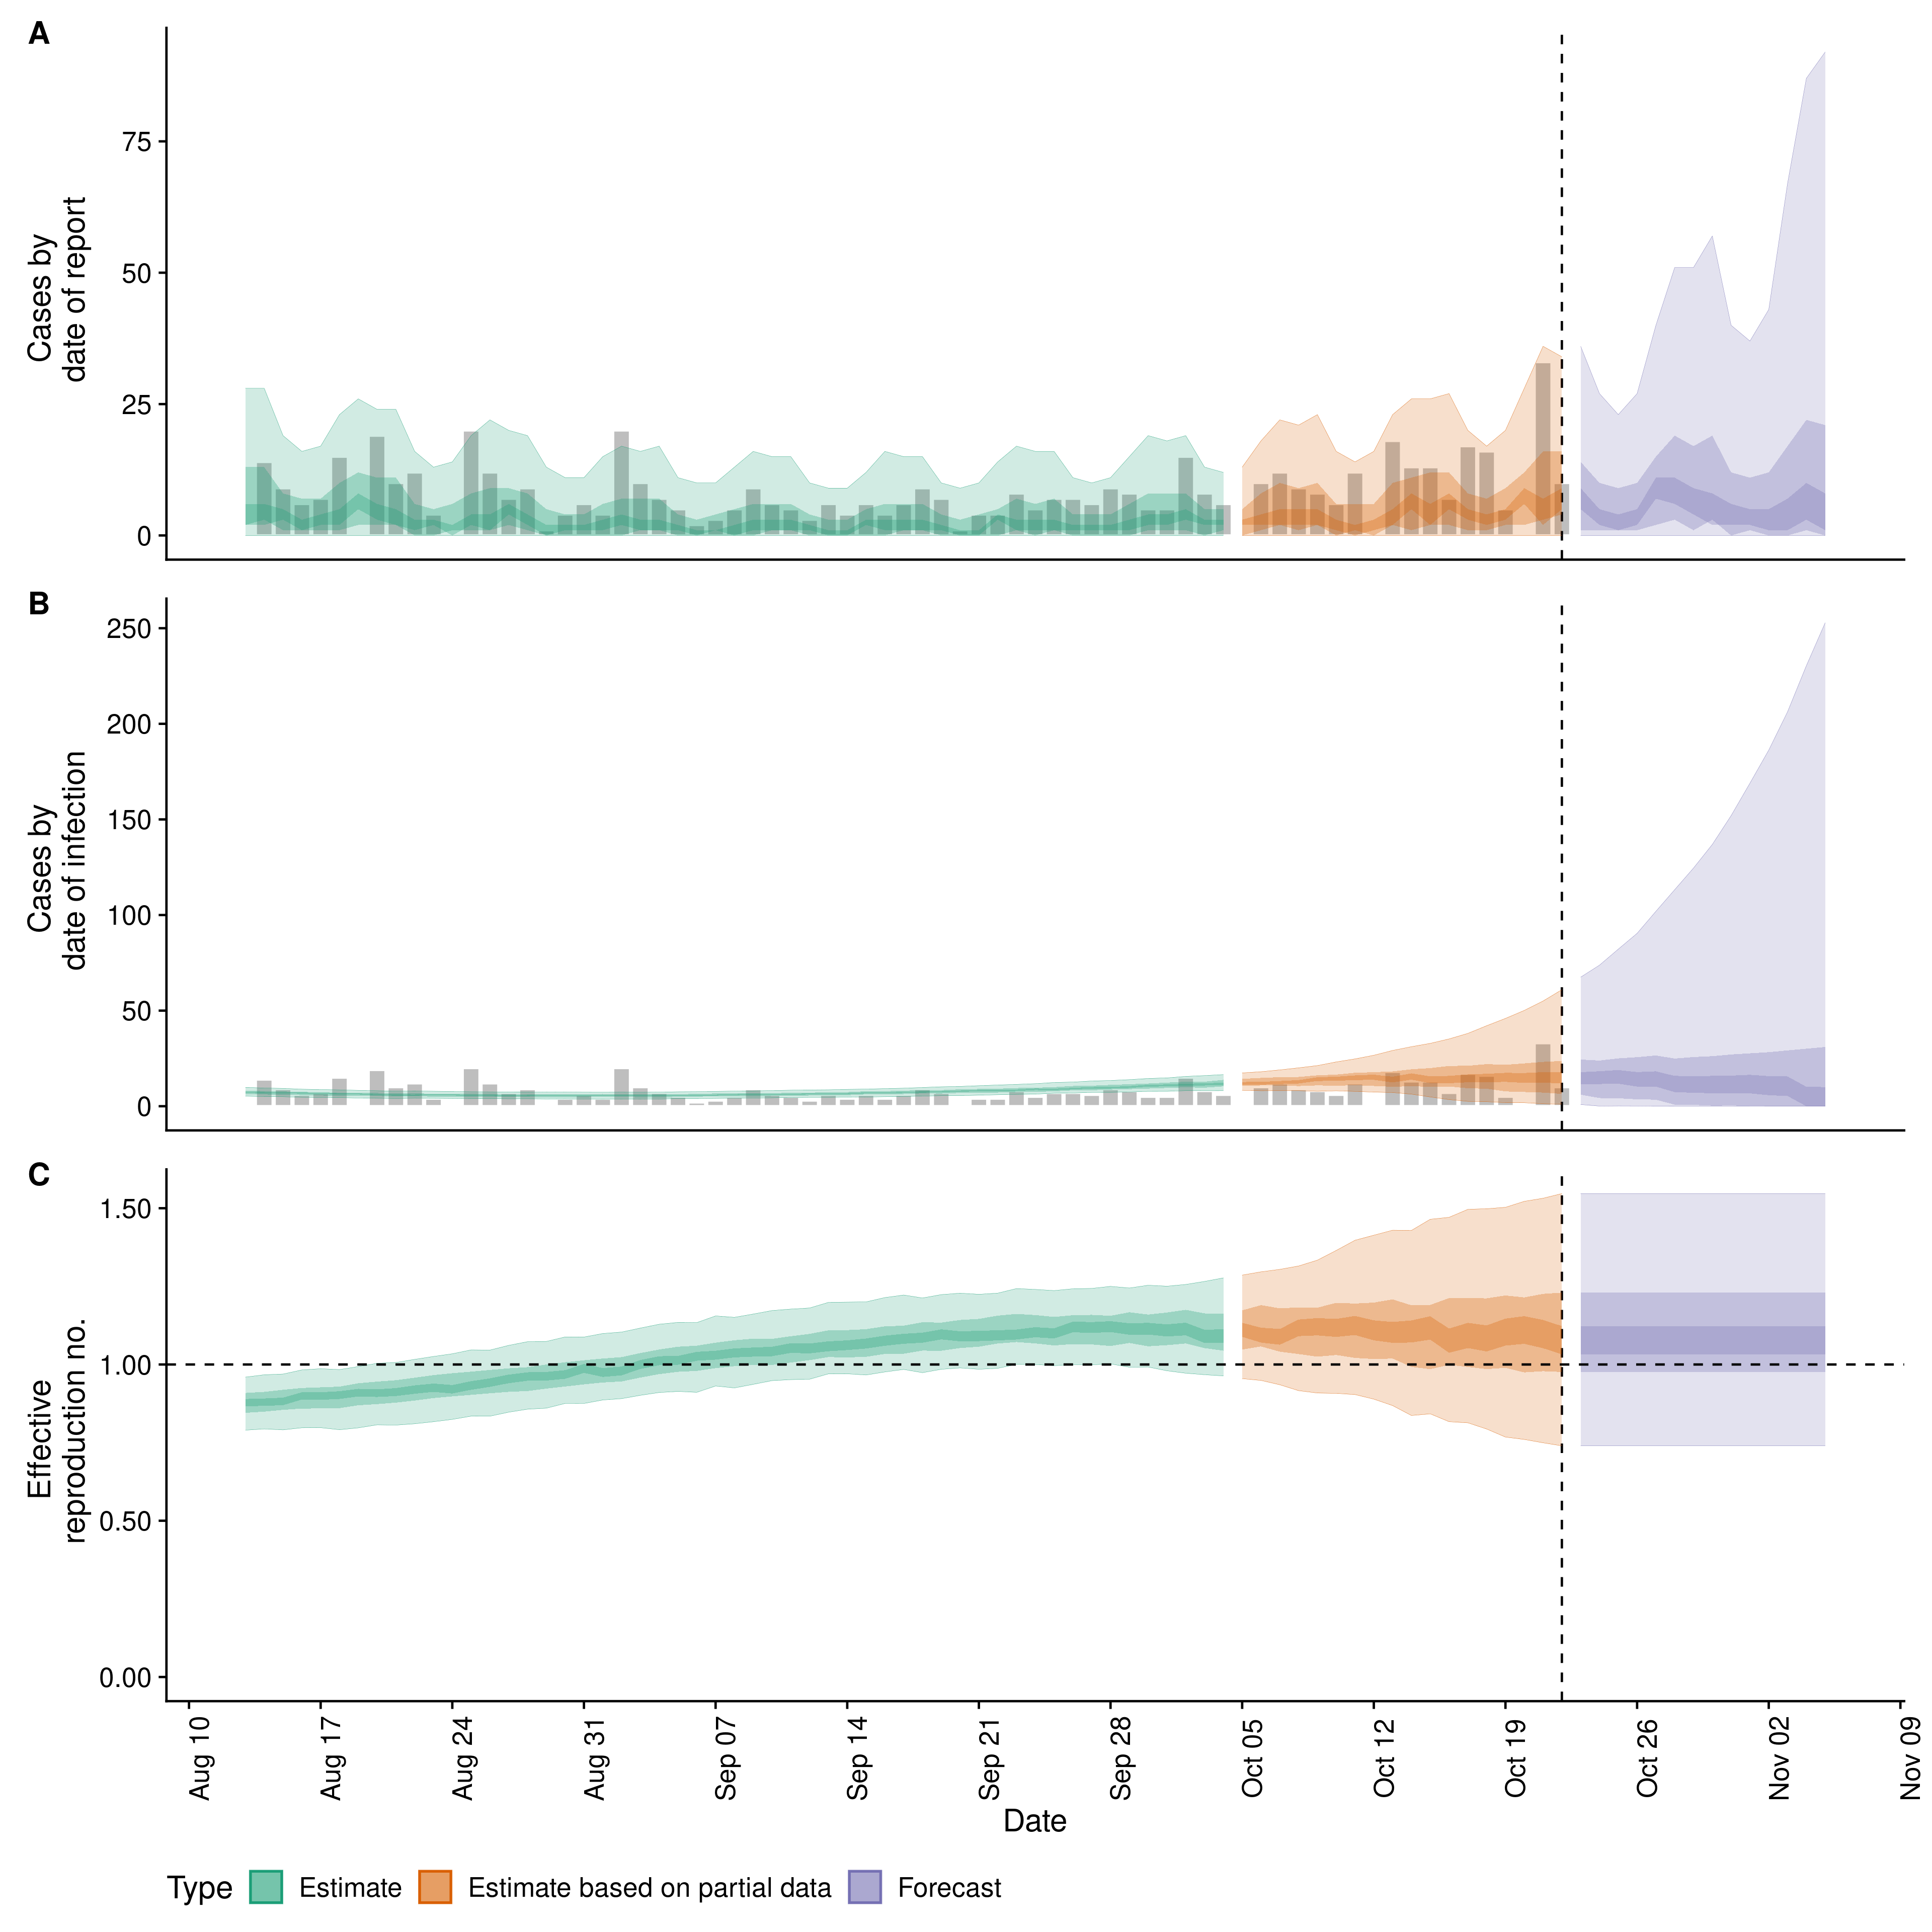 A
Cases by
date of report
75
50
25
0
B
Cases by
date of infection
250
200
150
100
50
0
C
Effective
reproduction no.
1.50
1.00
0.50
0.00
Aug 10
Aug 17
Aug 24
Aug 31
Sep 07
Sep 14
Sep 21
Sep 28
Oct 05
Oct 12
Oct 19
Oct 26
Nov 02
Nov 09
Date
Type Estimate Estimate based on partial data Forecast